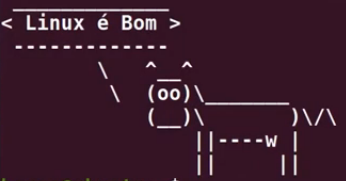 < Linux é Bom >